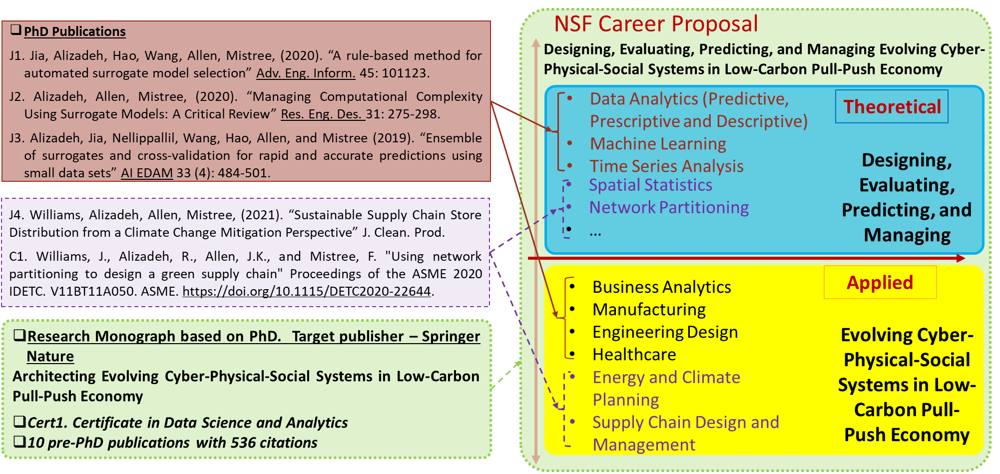 ❑PhD Publications
J1. Jia, Alizadeh, Hao, Wang, Allen, Mistree, (2020). “A rule-based method for
automated surrogate model selection” Adv. Eng. Inform. 45: 101123.
J2. Alizadeh, Allen, Mistree, (2020). “Managing Computational Complexity
Using Surrogate Models: A Critical Review” Res. Eng. Des. 31: 275-298.
J3. Alizadeh, Jia, Nellippallil, Wang, Hao, Allen, and Mistree (2019). “Ensemble
of surrogates and cross-validation for rapid and accurate predictions using
small data sets” AI EDAM 33 (4): 484-501.
J4. Williams, Alizadeh, Allen, Mistree, (2021). “Sustainable Supply Chain Store
Distribution from a Climate Change Mitigation Perspective” J. Clean. Prod.
C1. Williams, J., Alizadeh, R., Allen, J.K., and Mistree, F. "Using network
partitioning to design a green supply chain" Proceedings of the ASME 2020
IDETC. V11BT11A050. ASME. https://doi.org/10.1115/DETC2020-22644.
❑Research Monograph based on PhD. Target publisher – Springer
Nature
Architecting Evolving Cyber-Physical-Social Systems in Low-Carbon
Pull-Push Economy
❑Cert1. Certificate in Data Science and Analytics
❑10 pre-PhD publications with 536 citations
NSF Career Proposal
Designing, Evaluating, Predicting, and Managing Evolving Cyber-
Physical-Social Systems in Low-Carbon Pull-Push Economy
• Data Analytics (Predictive,
Prescriptive and Descriptive)
• Machine Learning
• Time Series Analysis
• Spatial Statistics
• Network Partitioning
• ...
Theoretical
Designing,
Evaluating,
Predicting, and
Managing
• Business Analytics
• Manufacturing
• Engineering Design
• Healthcare
• Energy and Climate
Planning
• Supply Chain Design and
Management
Applied
Evolving Cyber-
Physical-Social
Systems in Low-
Carbon Pull-
Push Economy